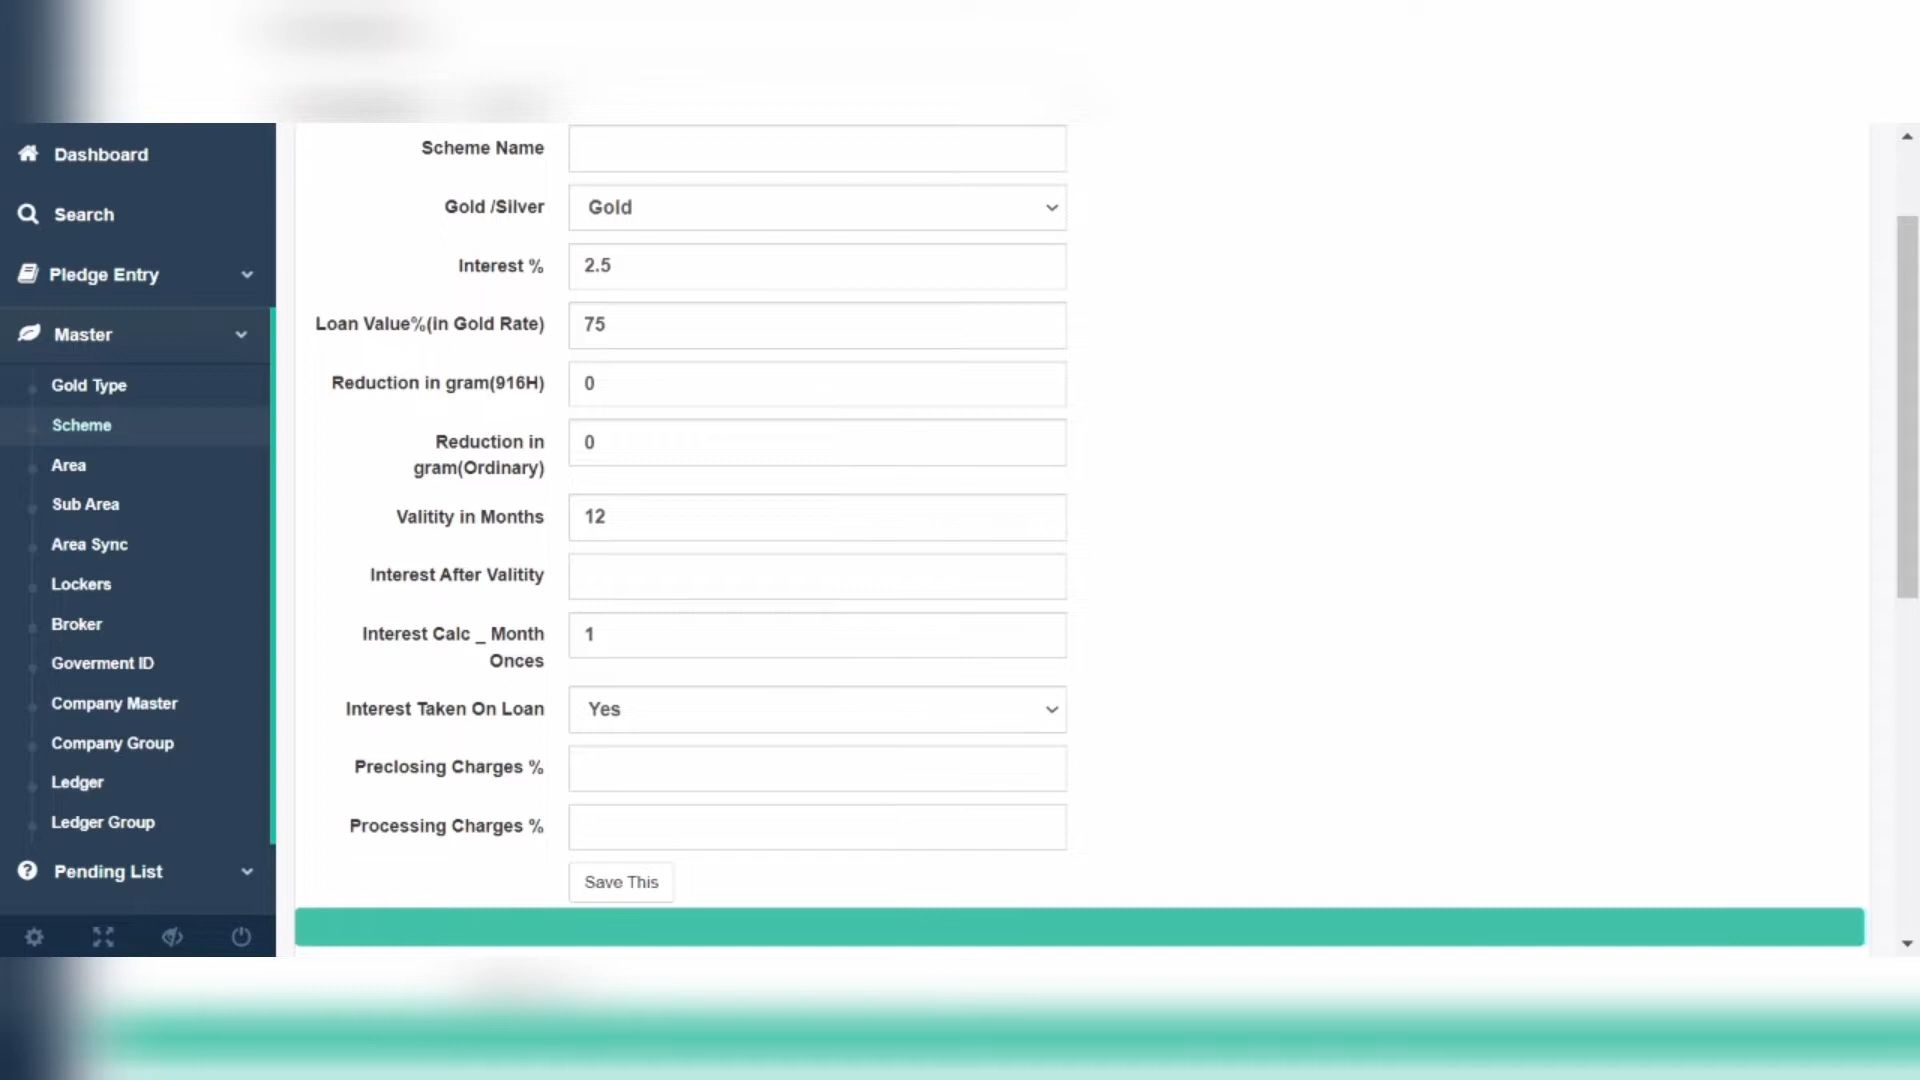 Dashboard
Search
Pledge Entry
Master
Gold Type
Scheme
Area
Sub Area
Area Sync
Lockers
Broker
Goverment ID
Company Master
Company Group
Ledger
Ledger Group
Pending List
Scheme Name
Gold /Silver
Gold
Interest %
2.5
Loan Value%(in Gold Rate)
75
Reduction in gram(916H)
0
Reduction in
gram(Ordinary)
0
Valitity in Months
12
Interest After Valitity
Interest Calc _ Month
Onces
1
Interest Taken On Loan
Yes
Preclosing Charges %
Processing Charges %
Save This